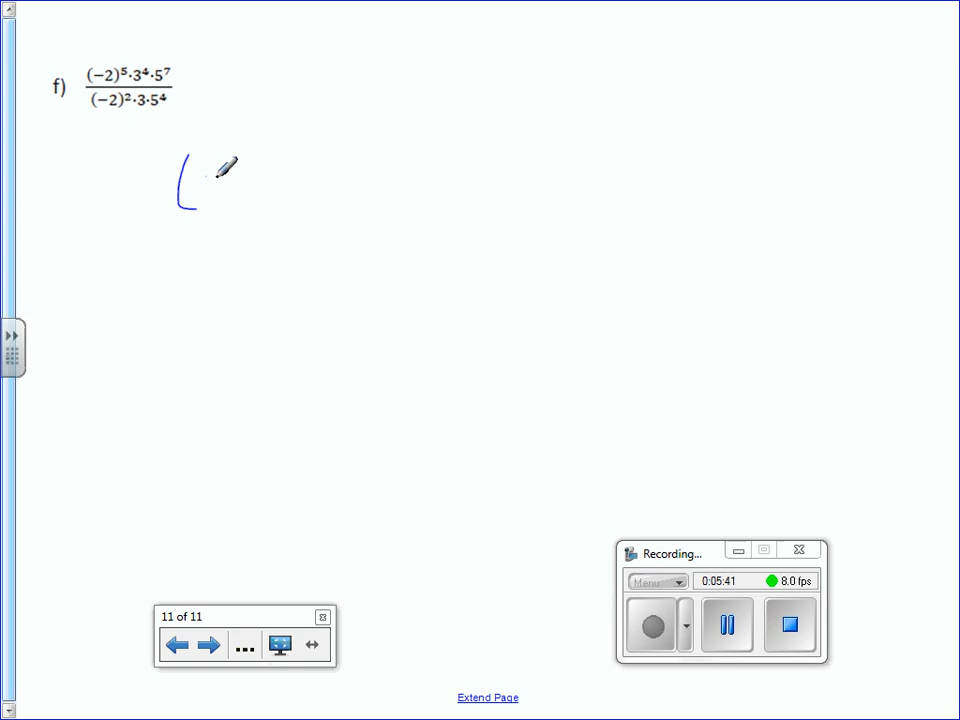 f) (−2)⁵·3⁴·5⁷
(−2)²·3·5⁴
(
Recording...
Menu
0:05:41
8.0 fps
11 of 11
...
Extend Page